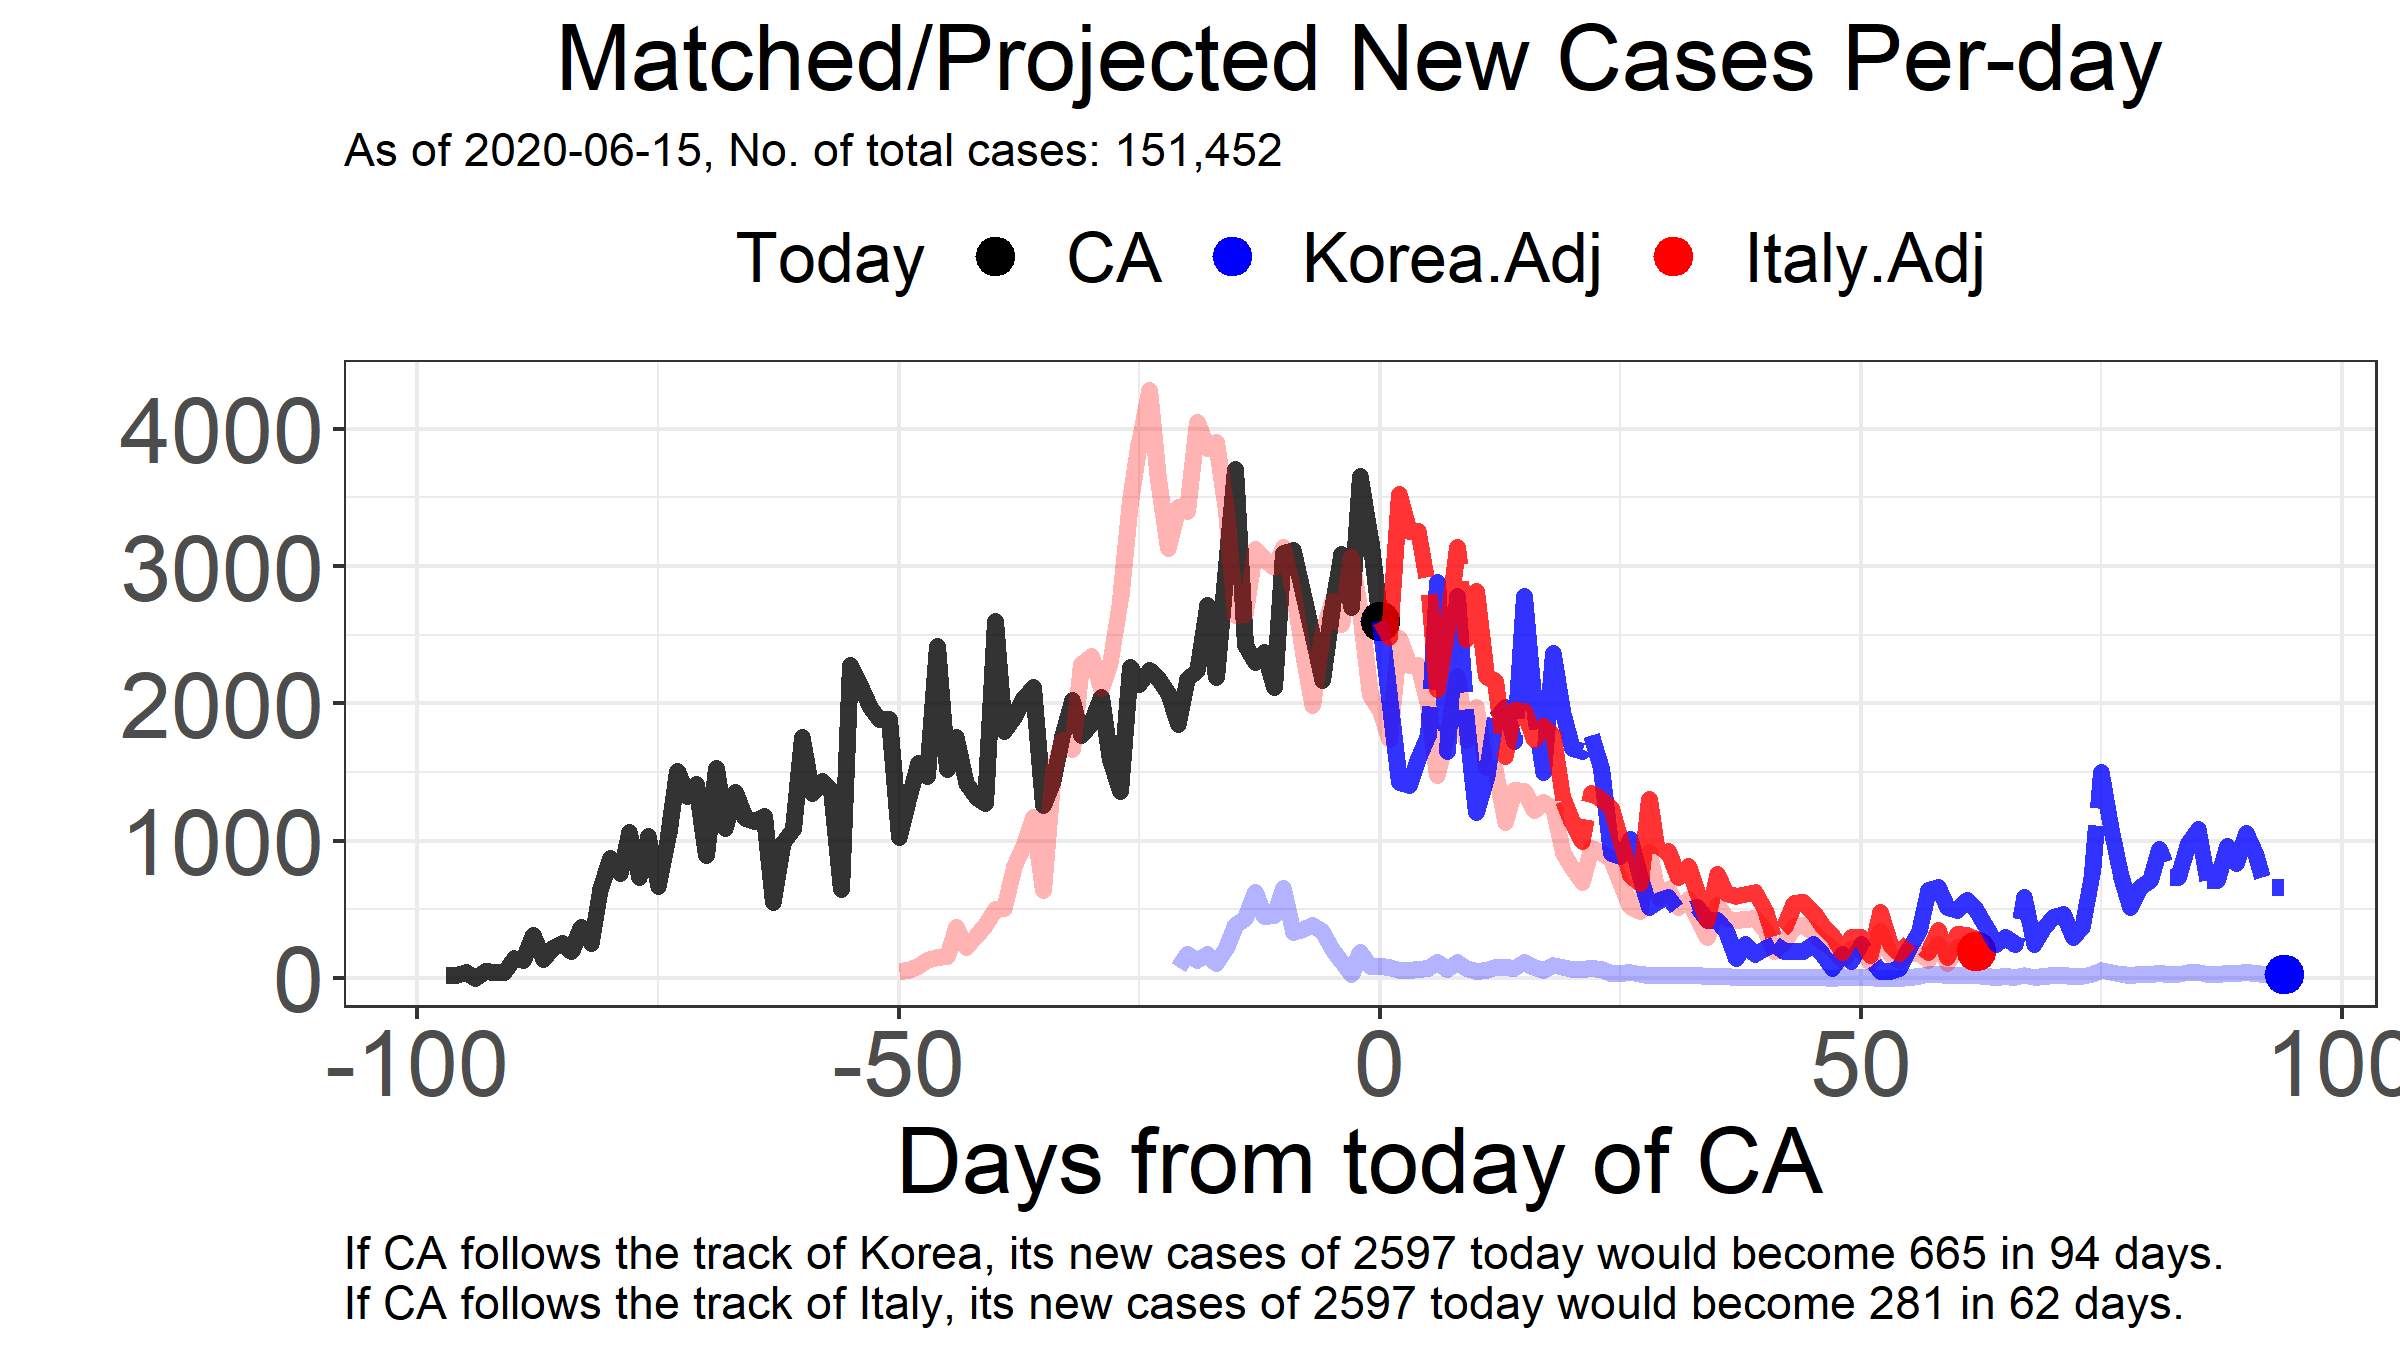 Matched/Projected New Cases Per-day
As of 2020-06-15, No. of total cases: 151,452
Today CA Korea.Adj Italy.Adj
4000
3000
2000
1000
0
-100 -50 0 50 100
Days from today of CA
If CA follows the track of Korea, its new cases of 2597 today would become 665 in 94 days.
If CA follows the track of Italy, its new cases of 2597 today would become 281 in 62 days.